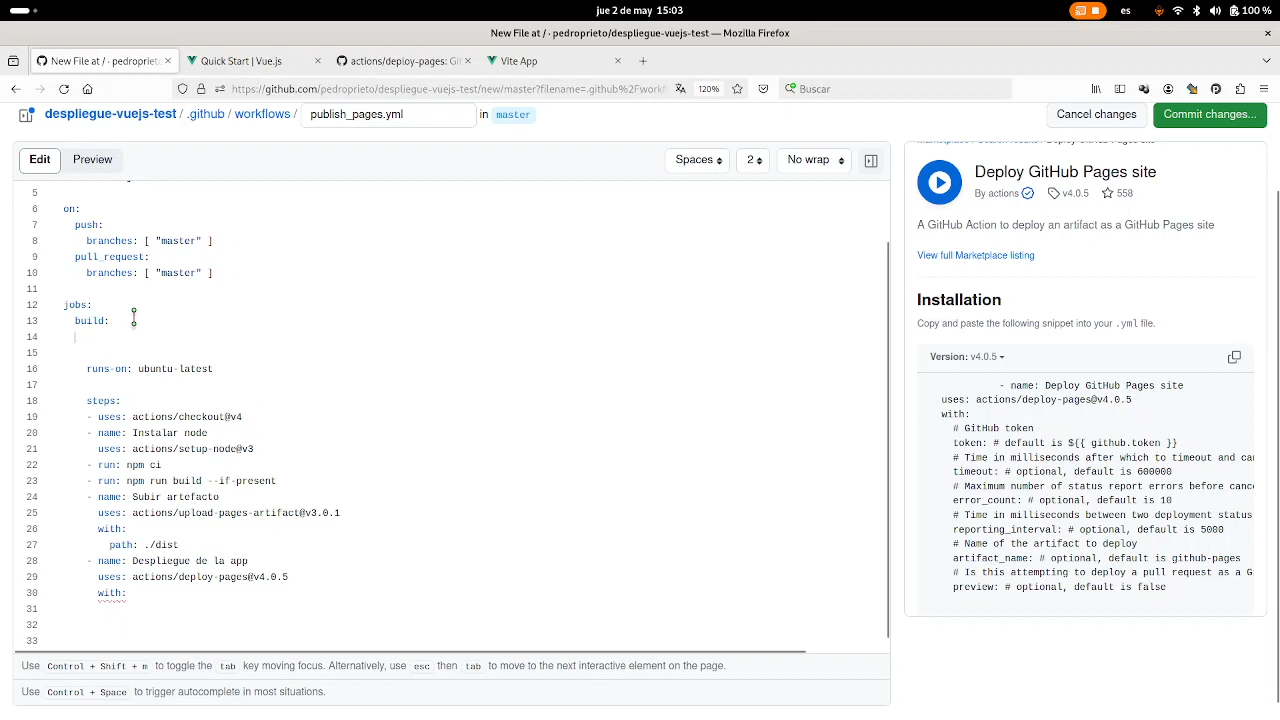 jue 2 de may 15:03
es
100 %
New File at / · pedroprieto/despliegue-vuejs-test — Mozilla Firefox
New File at / · pedroprieto
Quick Start | Vue.js
actions/deploy-pages: Git
Vite App
https://github.com/pedroprieto/despliegue-vuejs-test/new/master?filename=.github%2Fworkf
120%
Buscar
despliegue-vuejs-test / .github / workflows / publish_pages.yml in master
Cancel changes
Commit changes...
Edit
Preview
Spaces
2
No wrap
5
6 on:
7 push:
8 branches: [ "master" ]
9 pull_request:
10 branches: [ "master" ]
11
12 jobs:
13 build:
14
15
16 runs-on: ubuntu-latest
17
18 steps:
19 - uses: actions/checkout@v4
20 - name: Instalar node
21 uses: actions/setup-node@v3
22 - run: npm ci
23 - run: npm run build --if-present
24 - name: Subir artefacto
25 uses: actions/upload-pages-artifact@v3.0.1
26 with:
27 path: ./dist
28 - name: Despliegue de la app
29 uses: actions/deploy-pages@v4.0.5
30 with:
31
32
33
Use Control + Shift + m to toggle the tab key moving focus. Alternatively, use esc then tab to move to the next interactive element on the page.
Use Control + Space to trigger autocomplete in most situations.
Deploy GitHub Pages site
By actions v4.0.5 558
A GitHub Action to deploy an artifact as a GitHub Pages site
View full Marketplace listing
Installation
Copy and paste the following snippet into your .yml file.
Version: v4.0.5
- name: Deploy GitHub Pages site
uses: actions/deploy-pages@v4.0.5
with:
# GitHub token
token: # default is ${{ github.token }}
# Time in milliseconds after which to timeout and can
timeout: # optional, default is 600000
# Maximum number of status report errors before cance
error_count: # optional, default is 10
# Time in milliseconds between two deployment status
reporting_interval: # optional, default is 5000
# Name of the artifact to deploy
artifact_name: # optional, default is github-pages
# Is this attempting to deploy a pull request as a G
preview: # optional, default is false